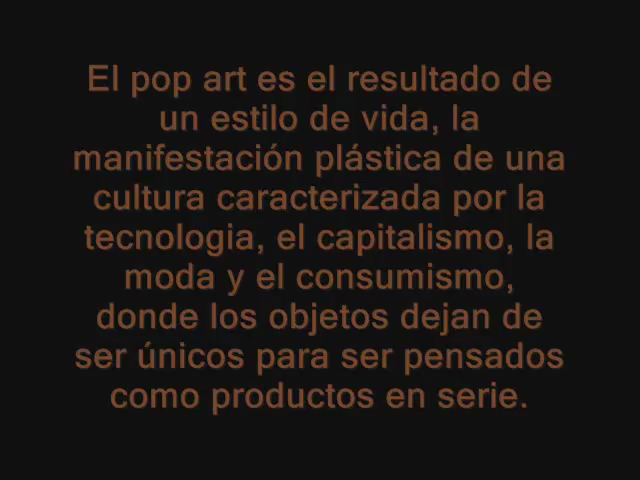 El pop art es el resultado de
un estilo de vida, la
manifestación plástica de una
cultura caracterizada por la
tecnologia, el capitalismo, la
moda y el consumismo,
donde los objetos dejan de
ser únicos para ser pensados
como productos en serie.